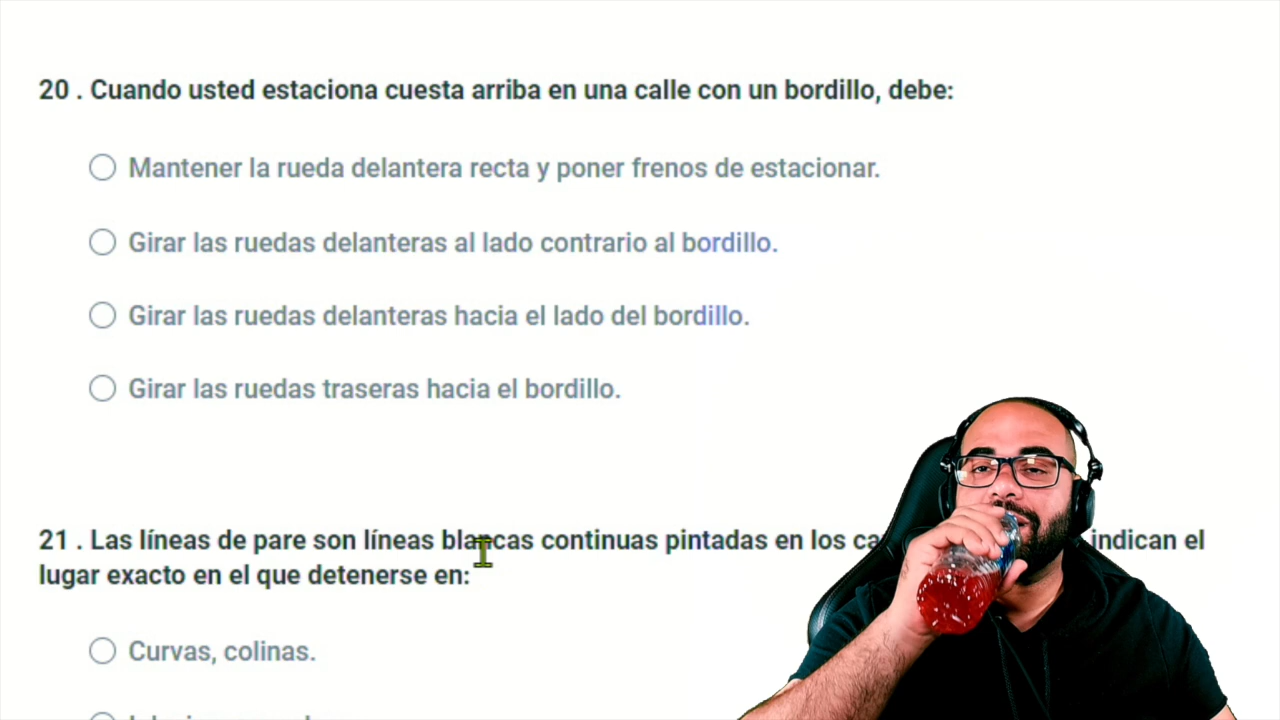 20 . Cuando usted estaciona cuesta arriba en una calle con un bordillo, debe:
Mantener la rueda delantera recta y poner frenos de estacionar.
Girar las ruedas delanteras al lado contrario al bordillo.
Girar las ruedas delanteras hacia el lado del bordillo.
Girar las ruedas traseras hacia el bordillo.
21 . Las líneas de pare son líneas blancas continuas pintadas en los indican el
lugar exacto en el que detenerse en:
Curvas, colinas.